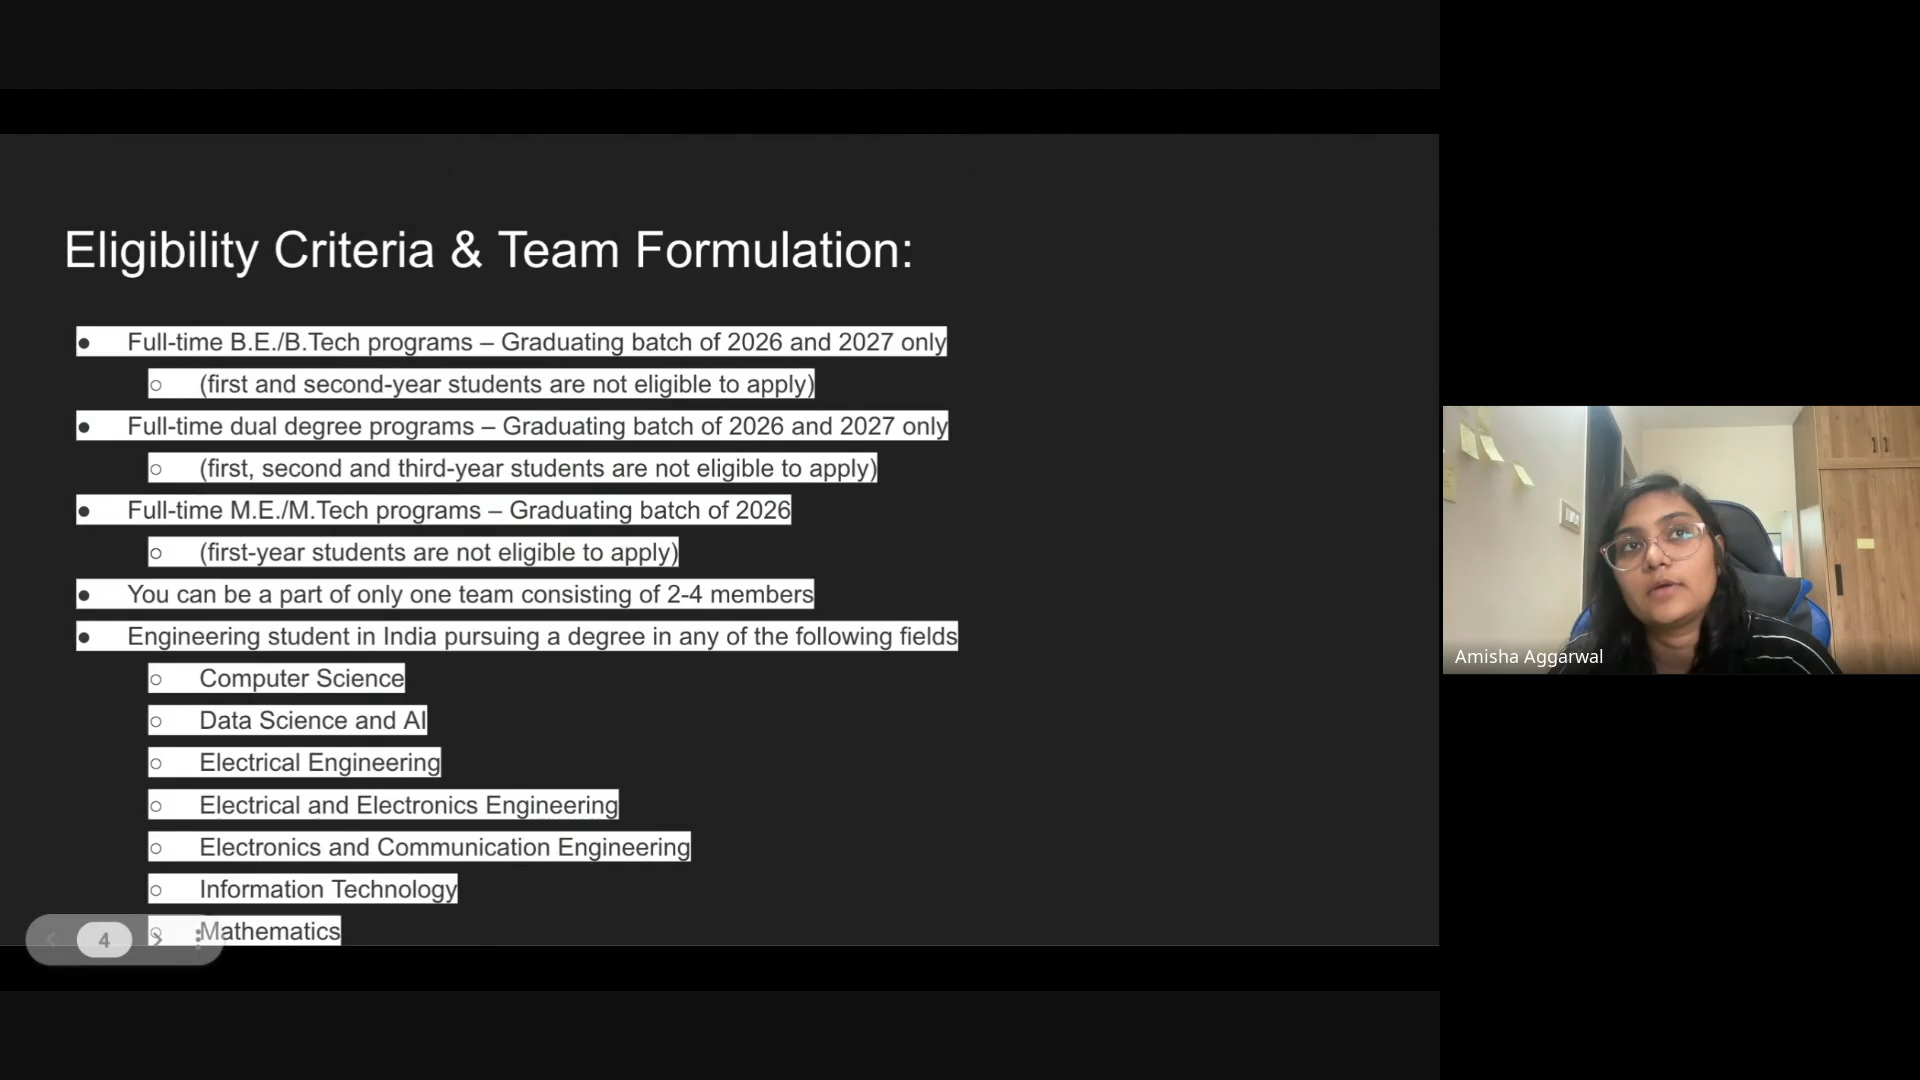 Eligibility Criteria & Team Formulation:
● Full-time B.E./B.Tech programs – Graduating batch of 2026 and 2027 only
○ (first and second-year students are not eligible to apply)
● Full-time dual degree programs – Graduating batch of 2026 and 2027 only
○ (first, second and third-year students are not eligible to apply)
● Full-time M.E./M.Tech programs – Graduating batch of 2026
○ (first-year students are not eligible to apply)
● You can be a part of only one team consisting of 2-4 members
● Engineering student in India pursuing a degree in any of the following fields
○ Computer Science
○ Data Science and AI
○ Electrical Engineering
○ Electrical and Electronics Engineering
○ Electronics and Communication Engineering
○ Information Technology
○ Mathematics
4
Amisha Aggarwal